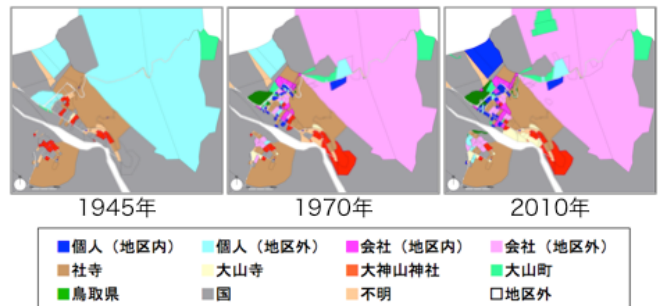 1945年 1970年 2010年
個人（地区内） 個人（地区外） 会社（地区内） 会社（地区外）
社寺 大山寺 大神山神社 大山町
鳥取県 国 不明 地区外